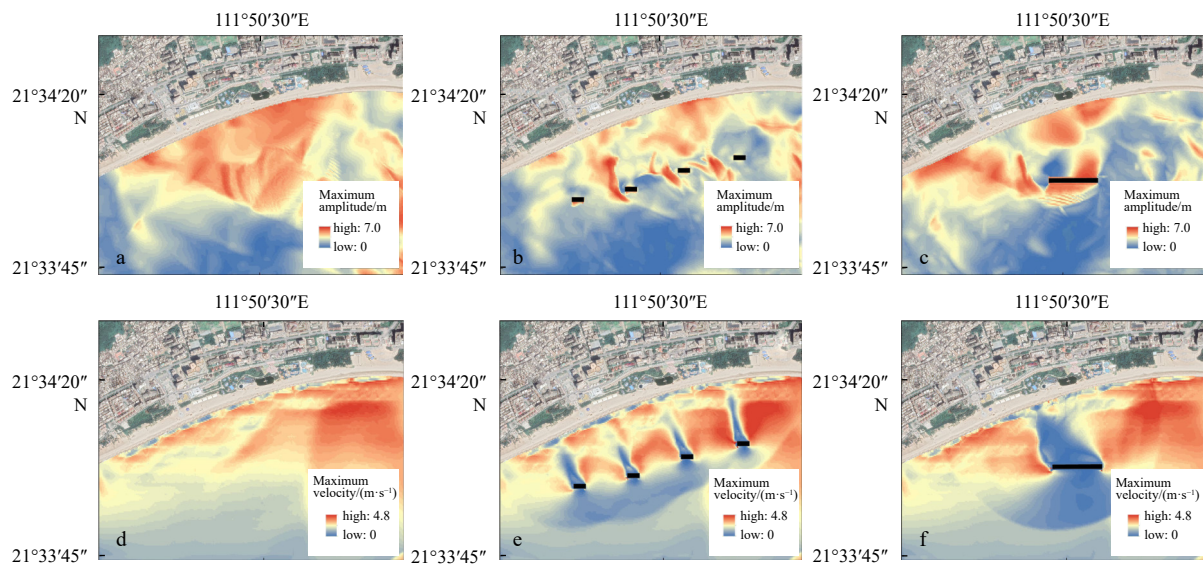 111°50′30″E
111°50′30″E
111°50′30″E
21°34′20″
N
21°34′20″
N
21°34′20″
N
Maximum
amplitude/m
high: 7.0
low: 0
a
Maximum
amplitude/m
high: 7.0
low: 0
b
Maximum
amplitude/m
high: 7.0
low: 0
c
21°33′45″
21°33′45″
21°33′45″
111°50′30″E
111°50′30″E
111°50′30″E
21°34′20″
N
21°34′20″
N
21°34′20″
N
Maximum
velocity/(m·s⁻¹)
high: 4.8
low: 0
d
Maximum
velocity/(m·s⁻¹)
high: 4.8
low: 0
e
Maximum
velocity/(m·s⁻¹)
high: 4.8
low: 0
f
21°33′45″
21°33′45″
21°33′45″